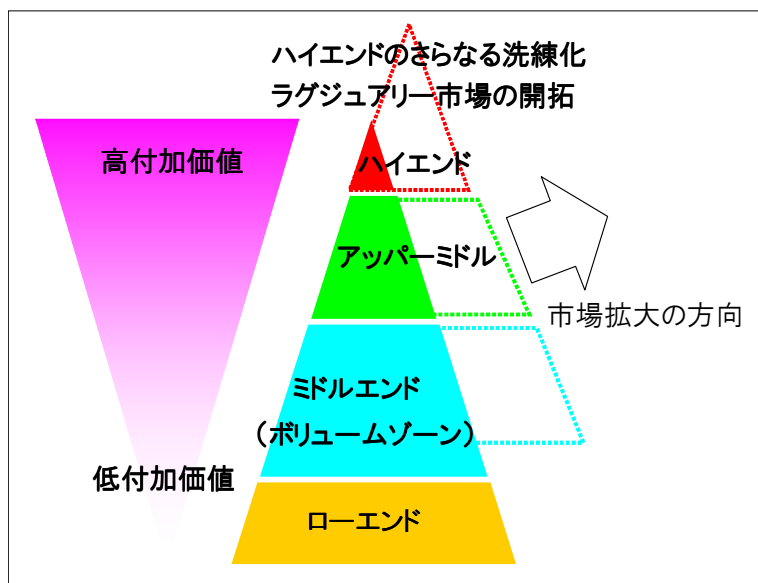 ハイエンドのさらなる洗練化
ラグジュアリー市場の開拓
高付加価値
ハイエンド
アッパーミドル
市場拡大の方向
ミドルエンド
（ボリュームゾーン）
低付加価値
ローエンド